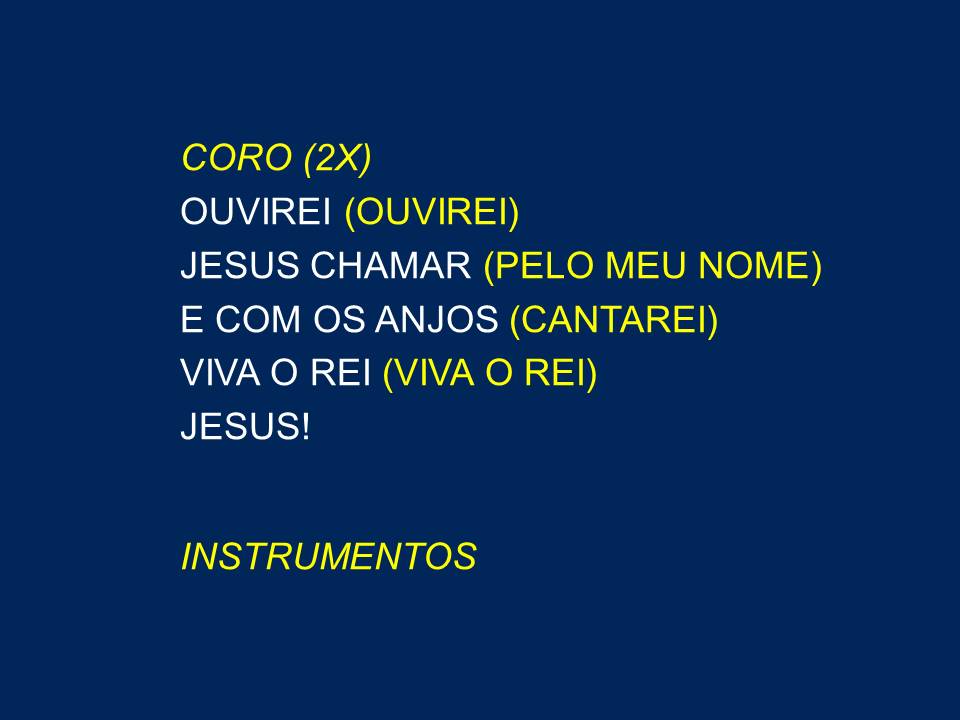 CORO (2X)
OUVIREI (OUVIREI)
JESUS CHAMAR (PELO MEU NOME)
E COM OS ANJOS (CANTAREI)
VIVA O REI (VIVA O REI)
JESUS!
INSTRUMENTOS